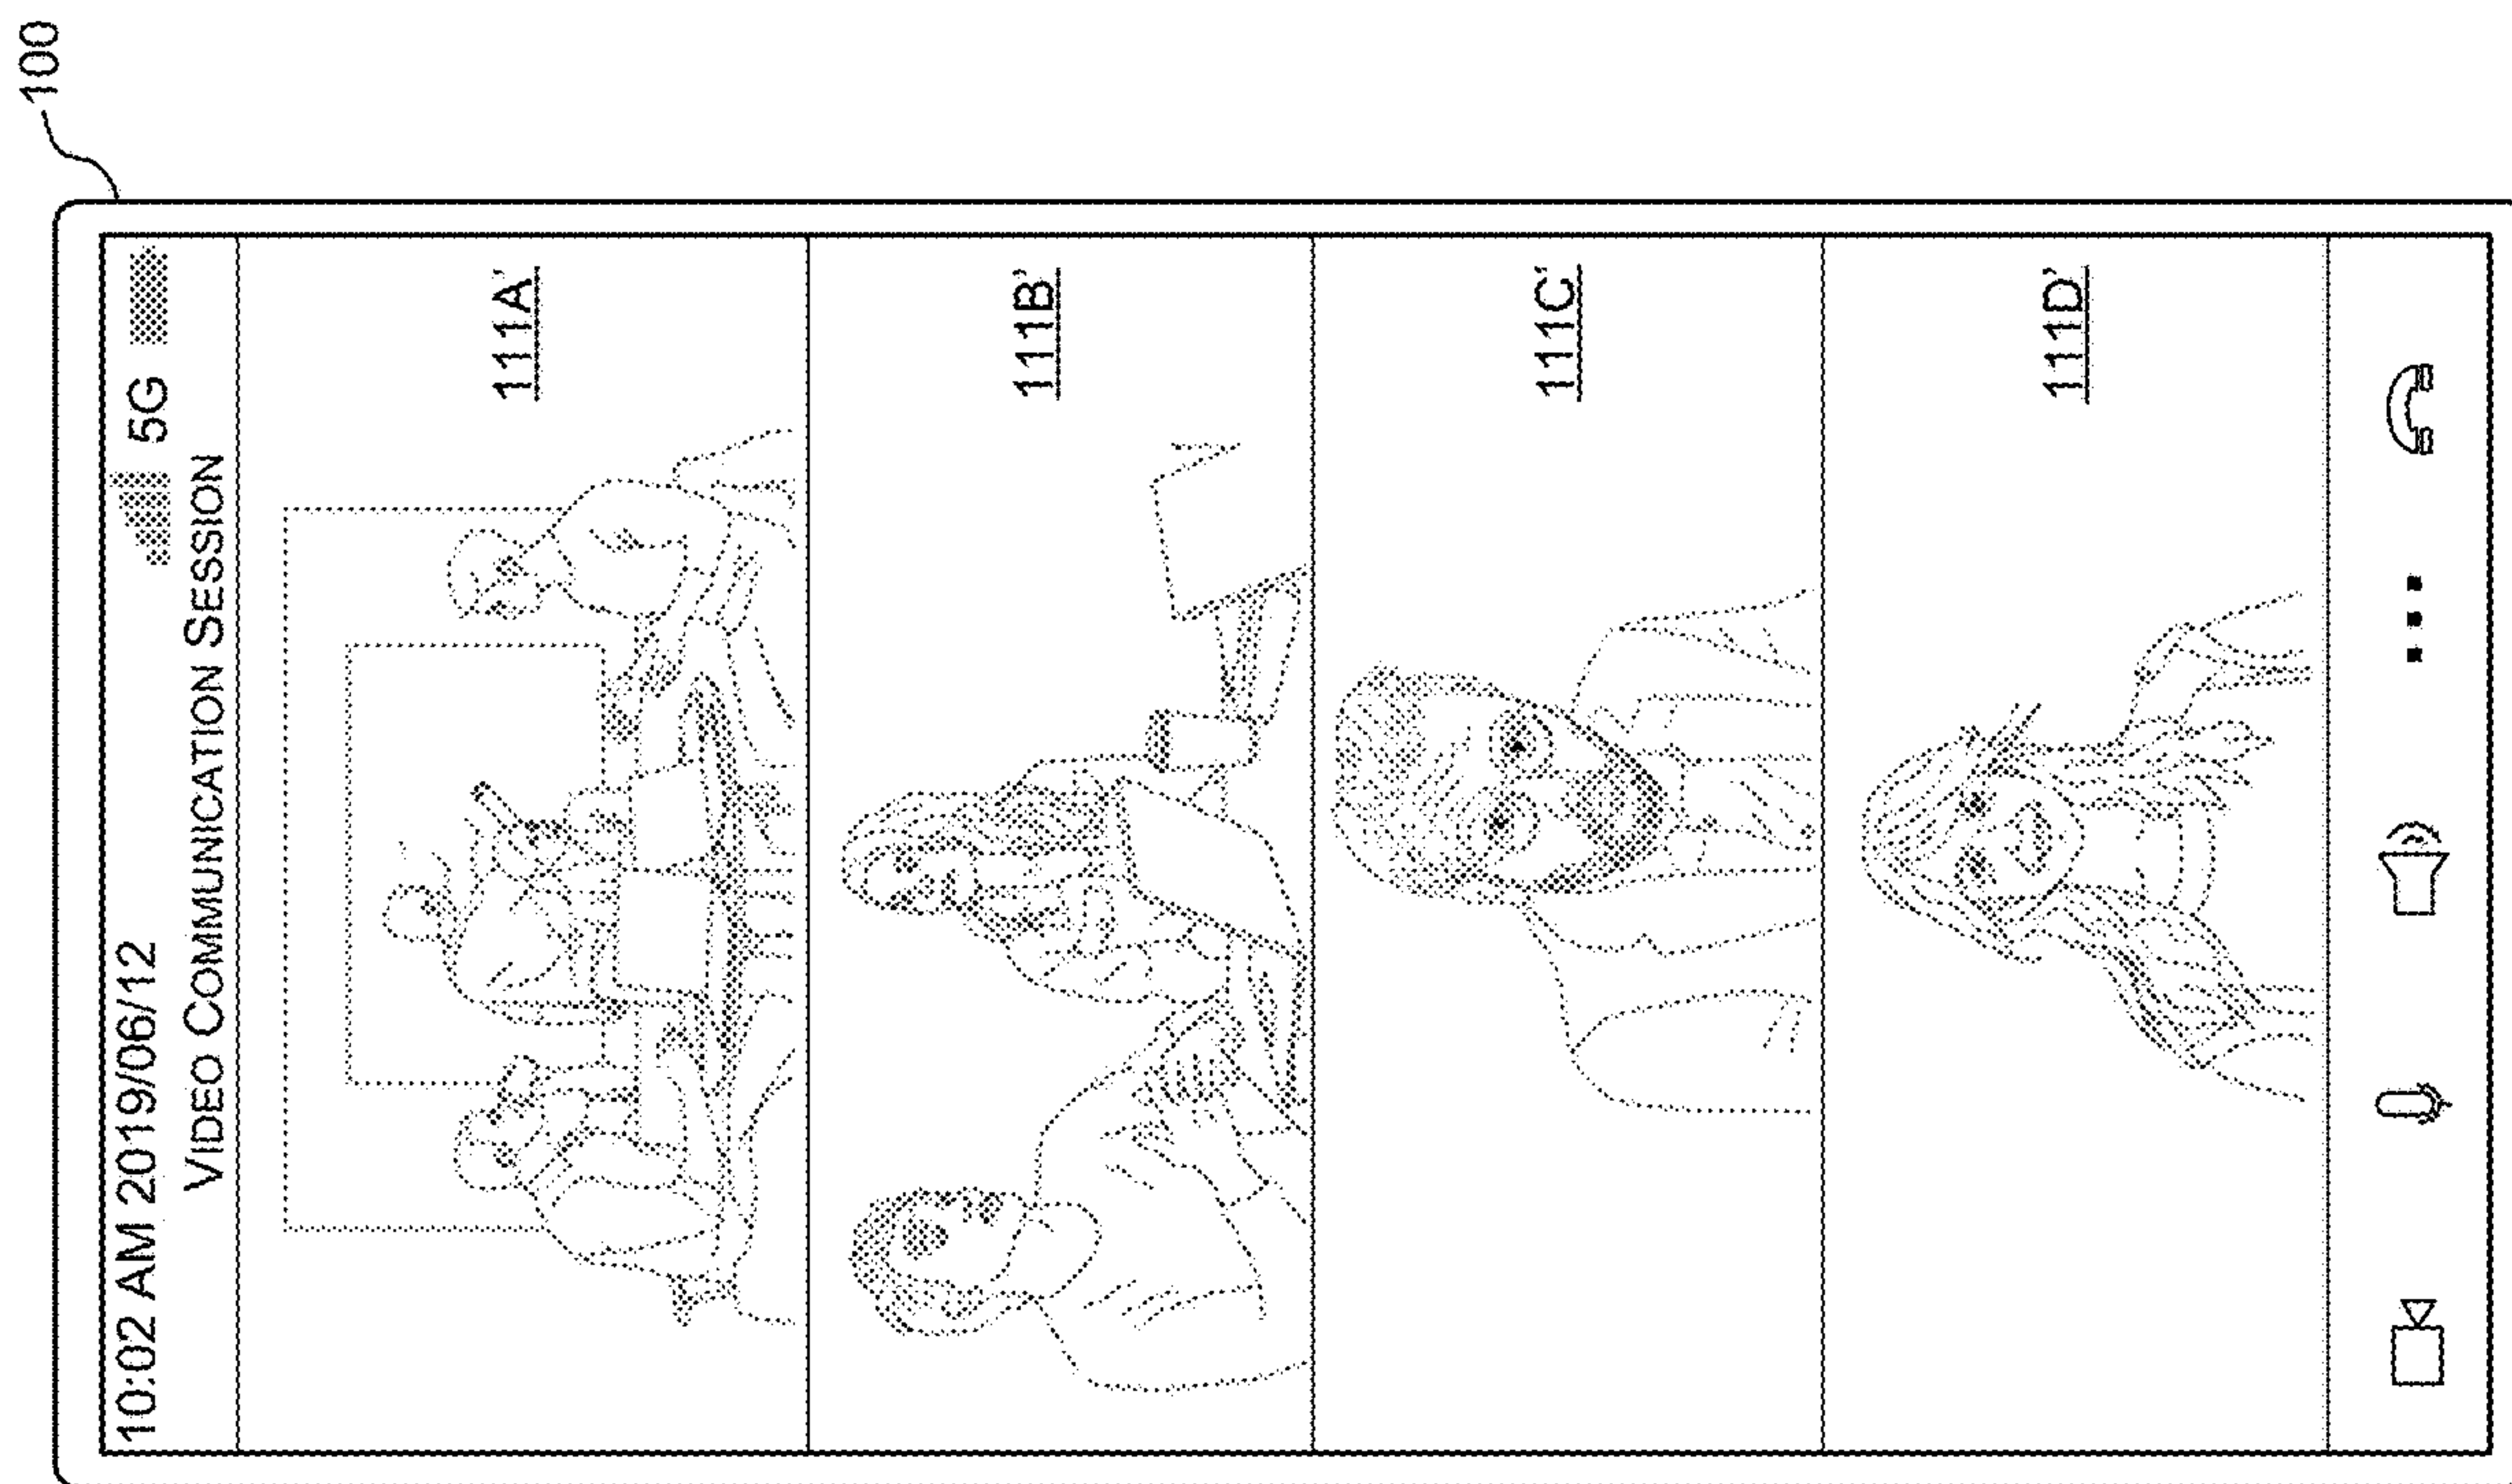 100
10:02 AM 2019/06/12 5G
VIDEO COMMUNICATION SESSION
111A'
111B'
111C'
111D'